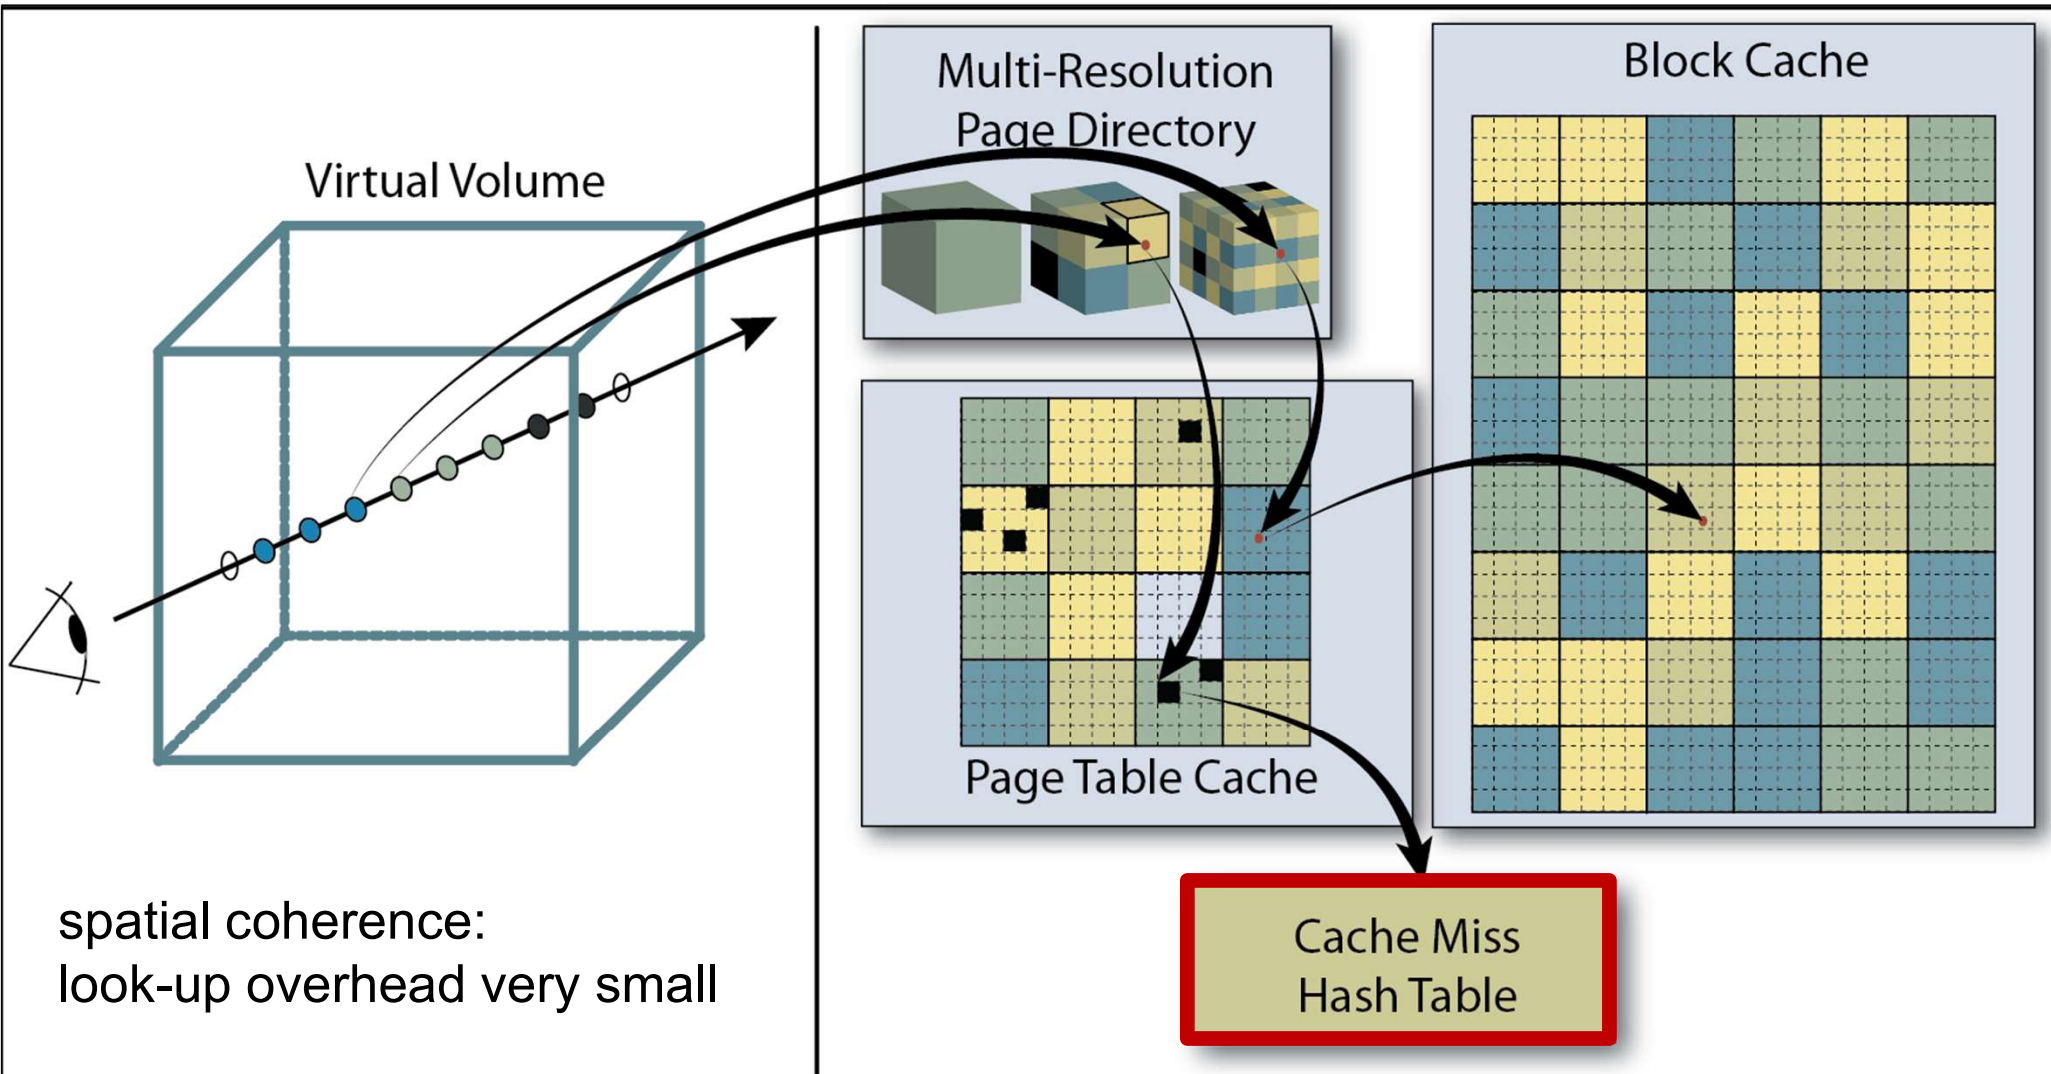 Virtual Volume
spatial coherence:
look-up overhead very small
Multi-Resolution
Page Directory
Page Table Cache
Block Cache
Cache Miss
Hash Table